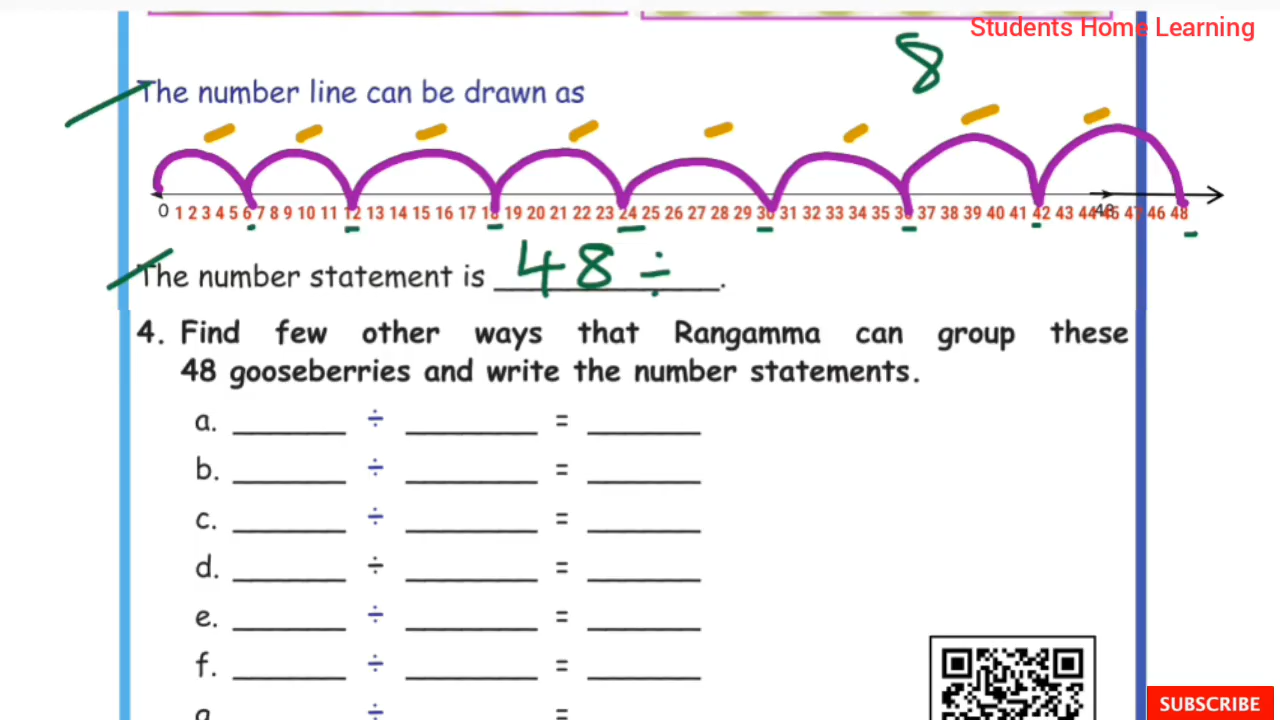 Students Home Learning
8
The number line can be drawn as
0 1 2 3 4 5 6 7 8 9 10 11 12 13 14 15 16 17 18 19 20 21 22 23 24 25 26 27 28 29 30 31 32 33 34 35 36 37 38 39 40 41 42 43 44 45 47 46 48
48
The number statement is 48 ÷ .
4. Find few other ways that Rangamma can group these
48 gooseberries and write the number statements.
a. ÷ =
b. ÷ =
c. ÷ =
d. ÷ =
e. ÷ =
f. ÷ =
÷ =
SUBSCRIBE